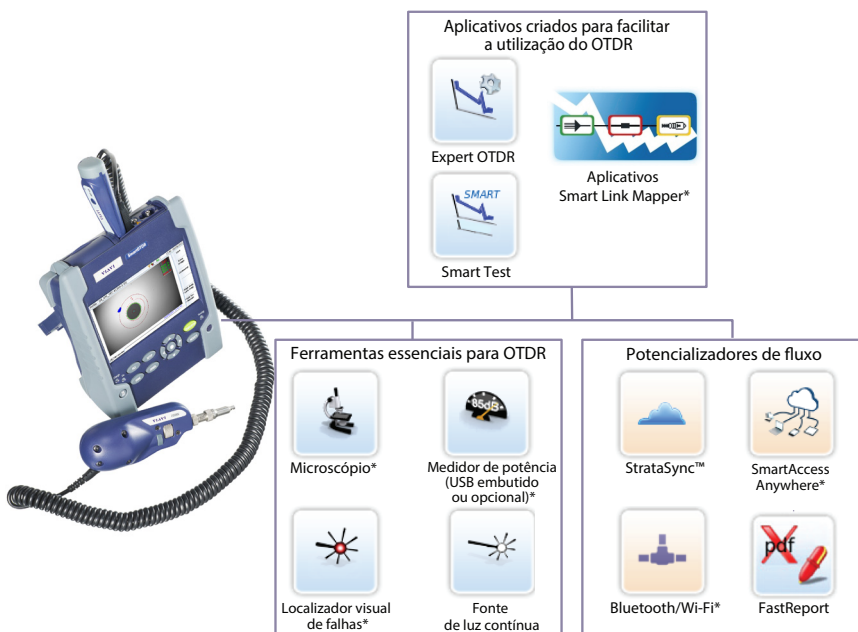 Aplicativos criados para facilitar
a utilização do OTDR
Expert OTDR
SMART
Smart Test
Aplicativos
Smart Link Mapper*
SmartOTDR
Ferramentas essenciais para OTDR
Microscópio*
85dB
Medidor de potência
(USB embutido
ou opcional)*
Localizador visual
de falhas*
Fonte
de luz contínua
Potencializadores de fluxo
StrataSync™
SmartAccess
Anywhere*
Bluetooth/Wi-Fi*
pdf
FastReport